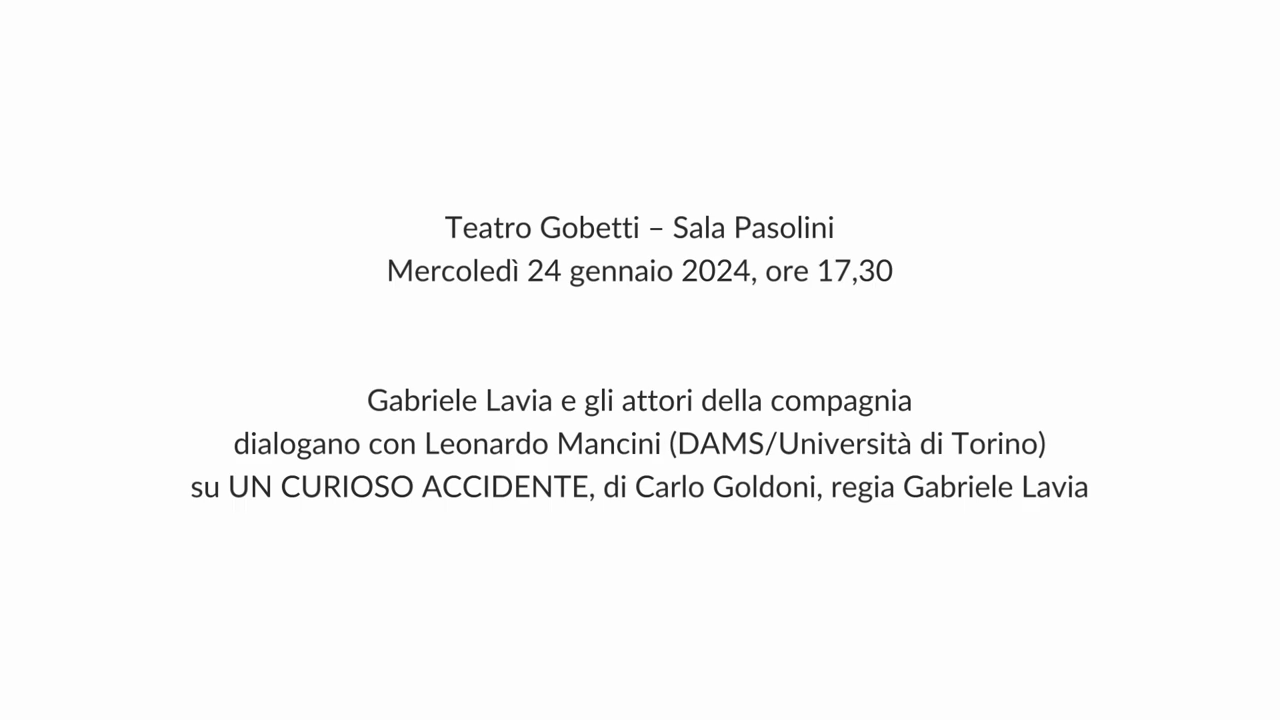 Teatro Gobetti – Sala Pasolini
Mercoledì 24 gennaio 2024, ore 17,30
Gabriele Lavia e gli attori della compagnia
dialogano con Leonardo Mancini (DAMS/Università di Torino)
su UN CURIOSO ACCIDENTE, di Carlo Goldoni, regia Gabriele Lavia